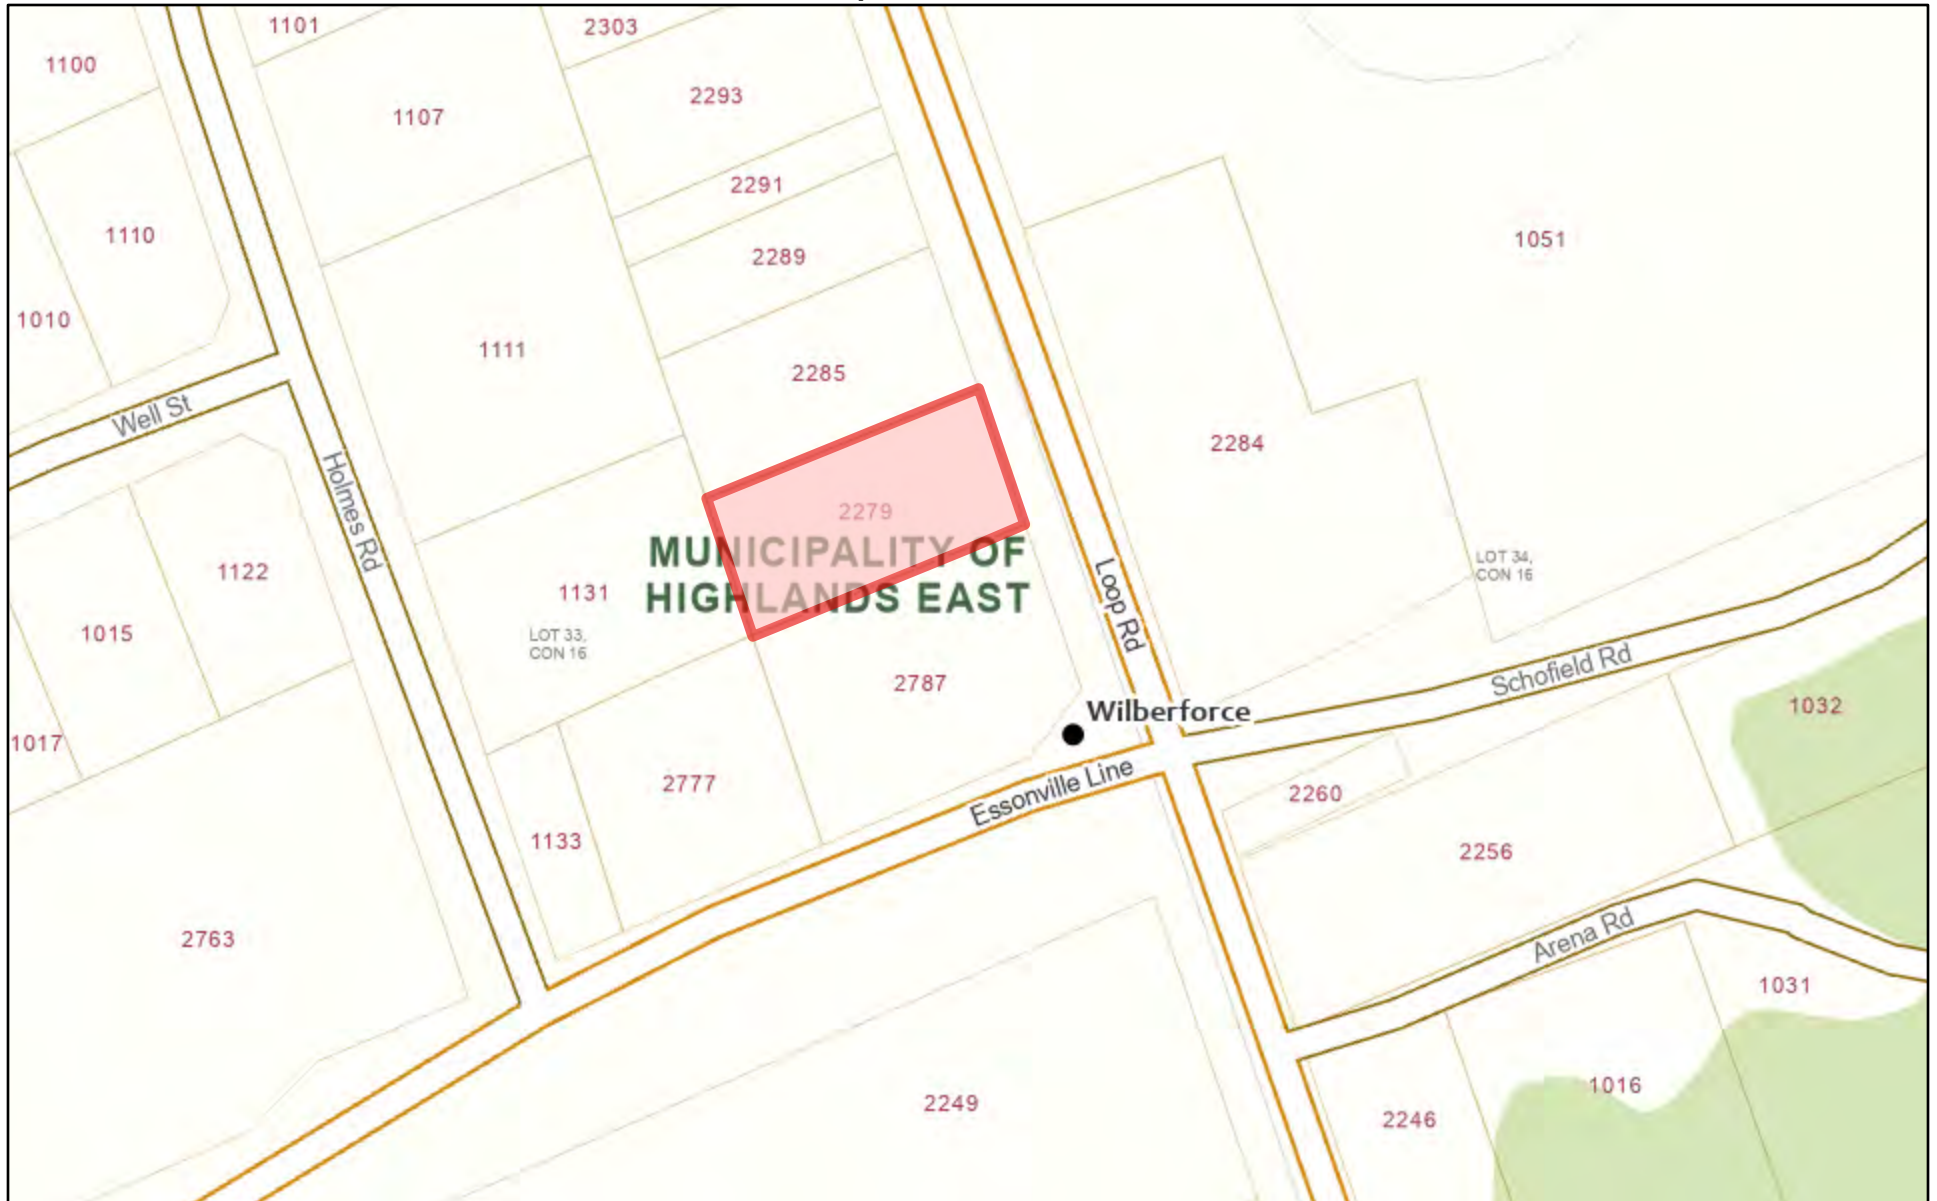 1101
2303
1100
2293
1107
2291
1110
1051
2289
1010
1111
2285
Well St
2284
Holmes Rd
2279
MUNICIPALITY OF
HIGHLANDS EAST
LOT 34,
CON 16
1122
1131
Loop Rd
1015
LOT 33,
CON 16
2787
Schofield Rd
1032
Wilberforce
1017
2777
Essonville Line
2260
1133
2256
2763
Arena Rd
1031
1016
2249
2246